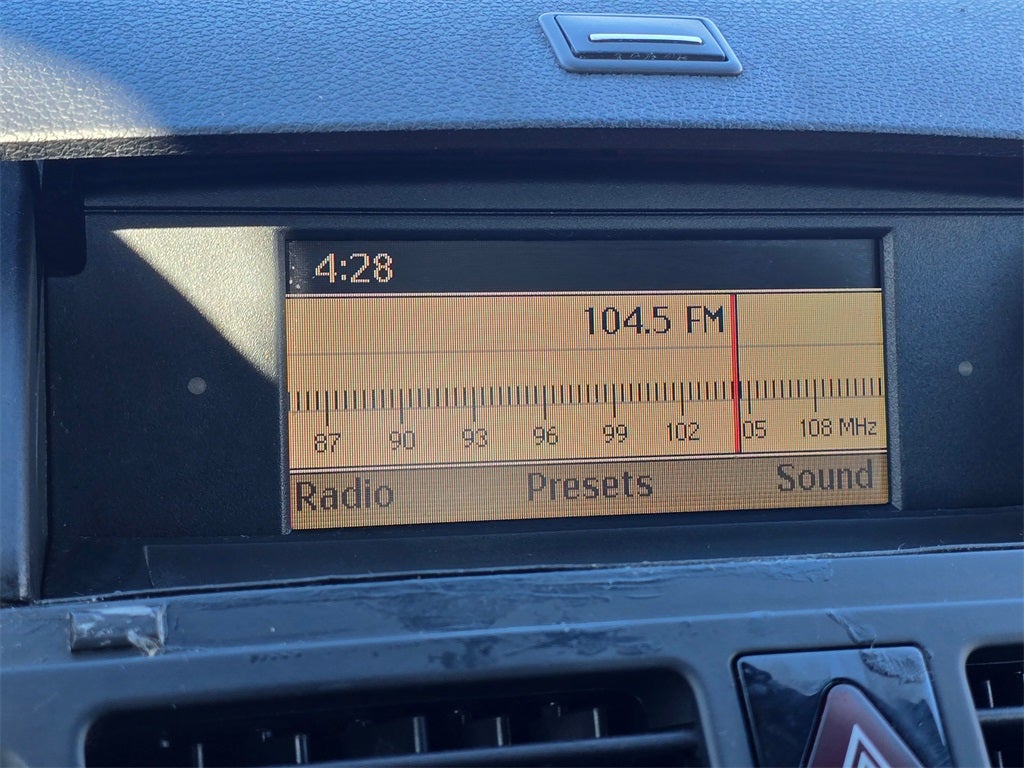 4:28
104.5 FM
87 90 93 96 99 102 05 108 MHz
Radio Presets Sound